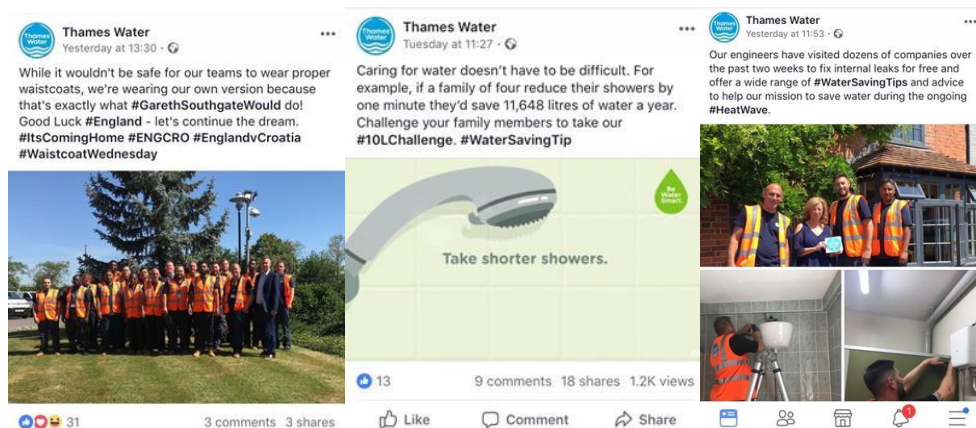 Thames Water
Yesterday at 13:30 ·
While it wouldn't be safe for our teams to wear proper
waistcoats, we're wearing our own version because
that's exactly what #GarethSouthgateWould do!
Good Luck #England - let's continue the dream.
#ItsComingHome #ENGCRO #EnglandvCroatia
#WaistcoatWednesday
31
3 comments 3 shares
Thames Water
Tuesday at 11:27 ·
Caring for water doesn't have to be difficult. For
example, if a family of four reduce their showers by
one minute they'd save 11,648 litres of water a year.
Challenge your family members to take our
#10LChallenge. #WaterSavingTip
Be
Water
Smart.
Take shorter showers.
13
9 comments 18 shares 1.2K views
Like Comment Share
Thames Water
Yesterday at 11:53 ·
Our engineers have visited dozens of companies over
the past two weeks to fix internal leaks for free and
offer a wide range of #WaterSavingTips and advice
to help our mission to save water during the ongoing
#HeatWave.
1